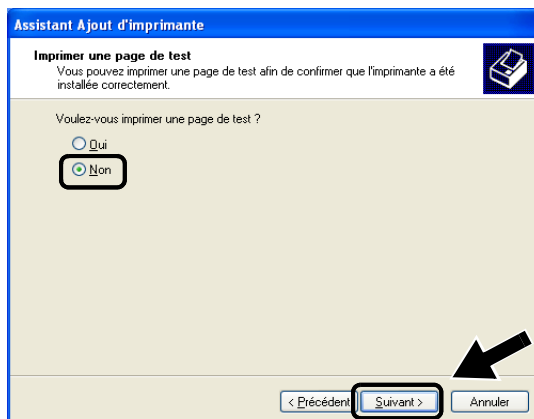 Assistant Ajout d'imprimante
Imprimer une page de test
Vous pouvez imprimer une page de test afin de confirmer que l'imprimante a été
installée correctement.
Voulez-vous imprimer une page de test ?
Oui
Non
< Précédent
Suivant >
Annuler